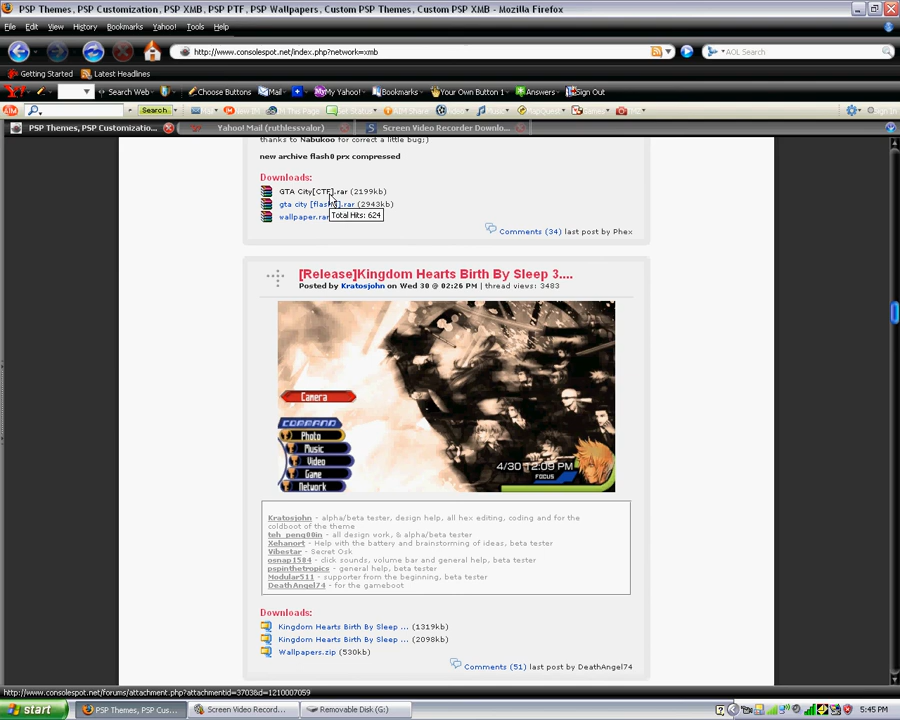 PSP Themes, PSP Customization, PSP XMB, PSP PTF, PSP Wallpapers, Custom PSP Themes, Custom PSP XMB - Mozilla Firefox
File Edit View History Bookmarks Yahoo! Tools Help
http://www.consolespot.net/index.php?network=xmb
AOL Search
Getting Started Latest Headlines
Search Web Choose Buttons Mail My Yahoo! Bookmarks Your Own Button 1 Answers Sign Out
Search
PSP Themes, PSP Customizatio... Yahoo! Mail (ruthlessvalor) Screen Video Recorder Downlo...
thanks to Nabukoo for correct a little bug;)
new archive flash0 prx compressed
Downloads:
GTA City[CTF].rar (2199kb)
gta city [flash0].rar (2943kb)
wallpaper.rar
Total Hits: 624
Comments (34) last post by Phex
[Release]Kingdom Hearts Birth By Sleep 3....
Posted by Kratosjohn on Wed 30 @ 02:26 PM | thread views: 3483
Camera
COMMAND
Photo
Music
Video
Game
Network
4/30 12:09 PM
FOCUS
Kratosjohn - alpha/beta tester, design help, all hex editing, coding and for the
coldboot of the theme
teh_penq00in - all design work, & alpha/beta tester
Xehanort - Help with the battery and brainstorming of ideas, beta tester
Vibestar - Secret Osk
osnap1584 - click sounds, volume bar and general help, beta tester
pspinthetropics - general help, beta tester
Modular511 - supporter from the beginning, beta tester
DeathAngel74 - for the gameboot
Downloads:
Kingdom Hearts Birth By Sleep ... (1319kb)
Kingdom Hearts Birth By Sleep ... (2098kb)
Wallpapers.zip (530kb)
Comments (51) last post by DeathAngel74
http://www.consolespot.net/forums/attachment.php?attachmentid=3703&d=1210007059
start PSP Themes, PSP Cus... Screen Video Record... Removable Disk (G:) 5:45 PM